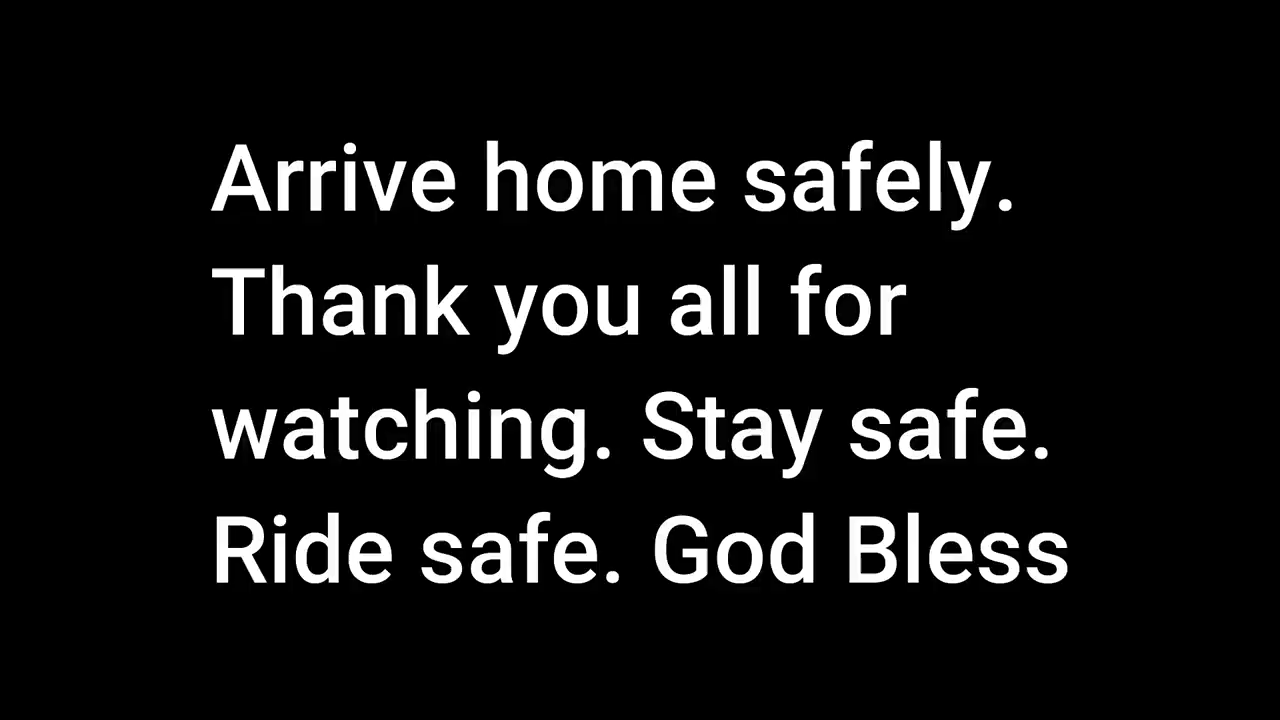 Arrive home safely.
Thank you all for
watching. Stay safe.
Ride safe. God Bless